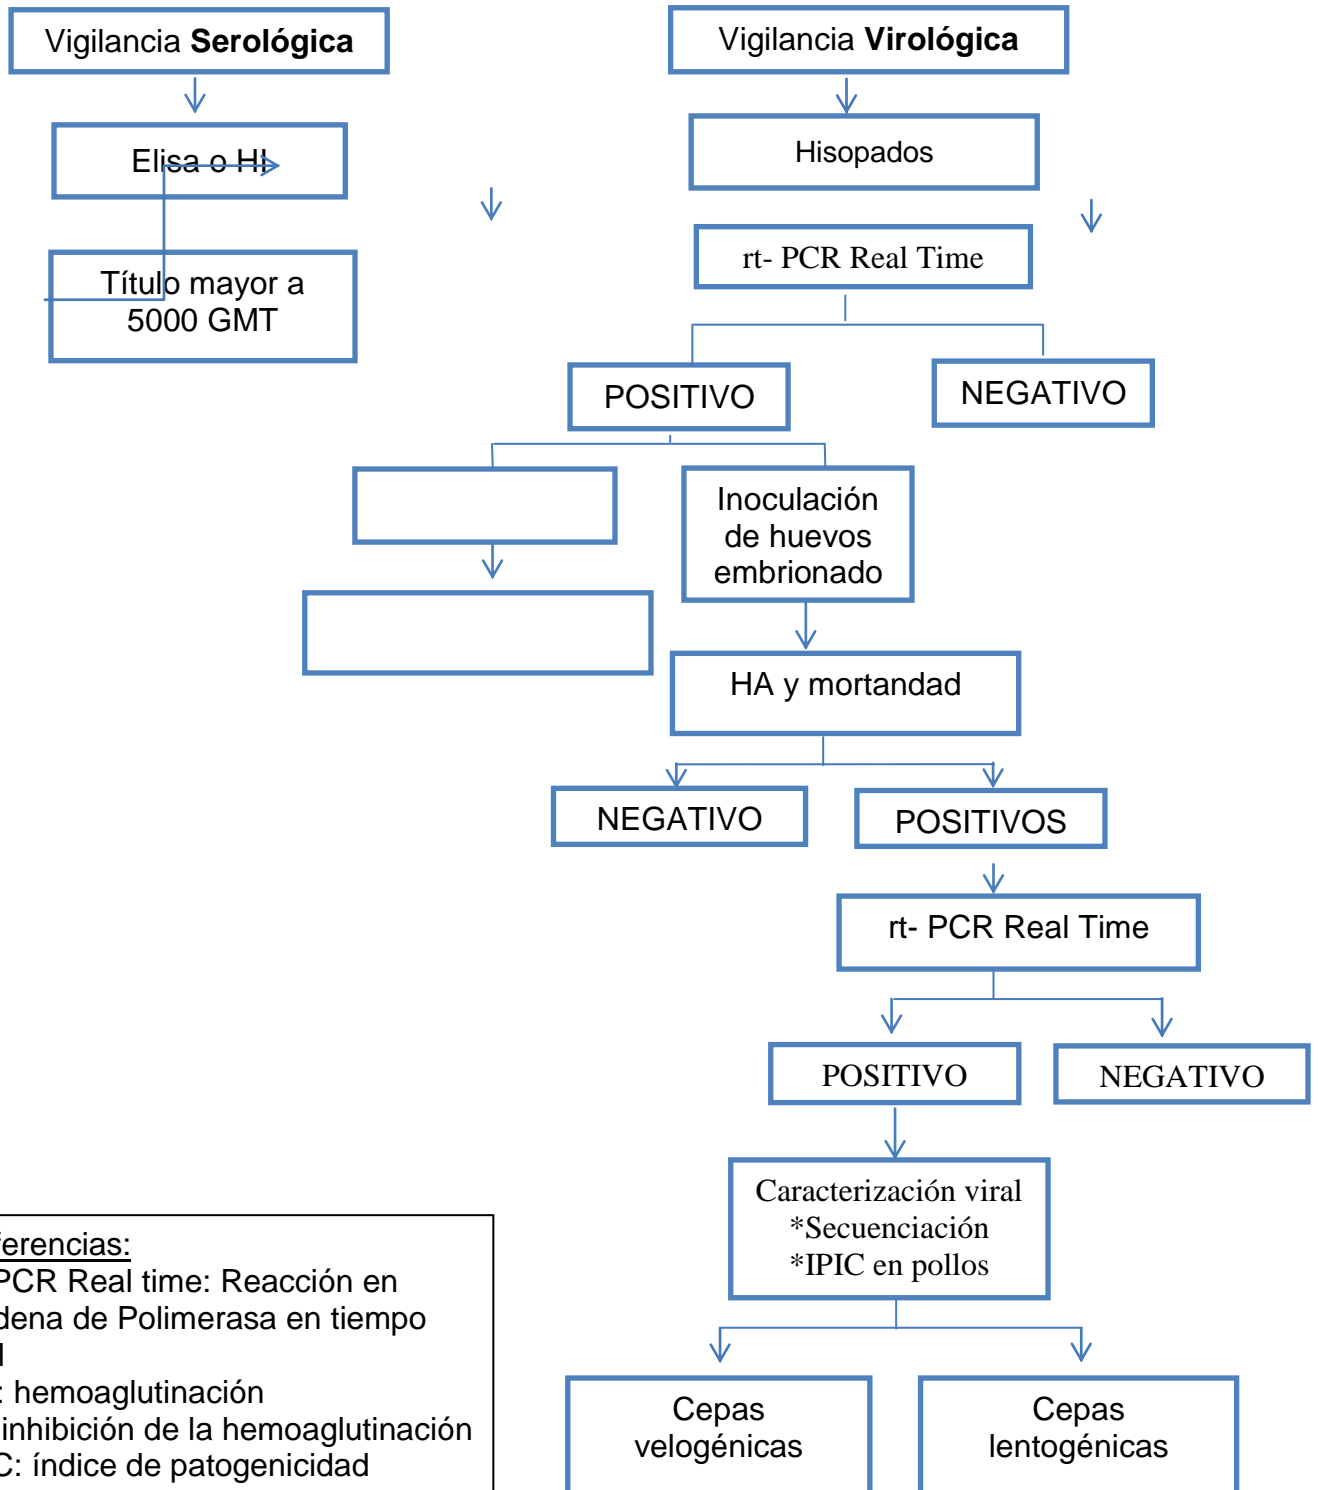 Vigilancia Serológica
Vigilancia Virológica
Elisa o HI
Hisopados
rt- PCR Real Time
Título mayor a
5000 GMT
POSITIVO
NEGATIVO
Inoculación
de huevos
embrionado
HA y mortandad
NEGATIVO
POSITIVOS
rt- PCR Real Time
POSITIVO
NEGATIVO
Caracterización viral
*Secuenciación
*IPIC en pollos
ferencias:
PCR Real time: Reacción en
dena de Polimerasa en tiempo
l
: hemoaglutinación
inhibición de la hemoaglutinación
C: índice de patogenicidad
Cepas
velogénicas
Cepas
lentogénicas